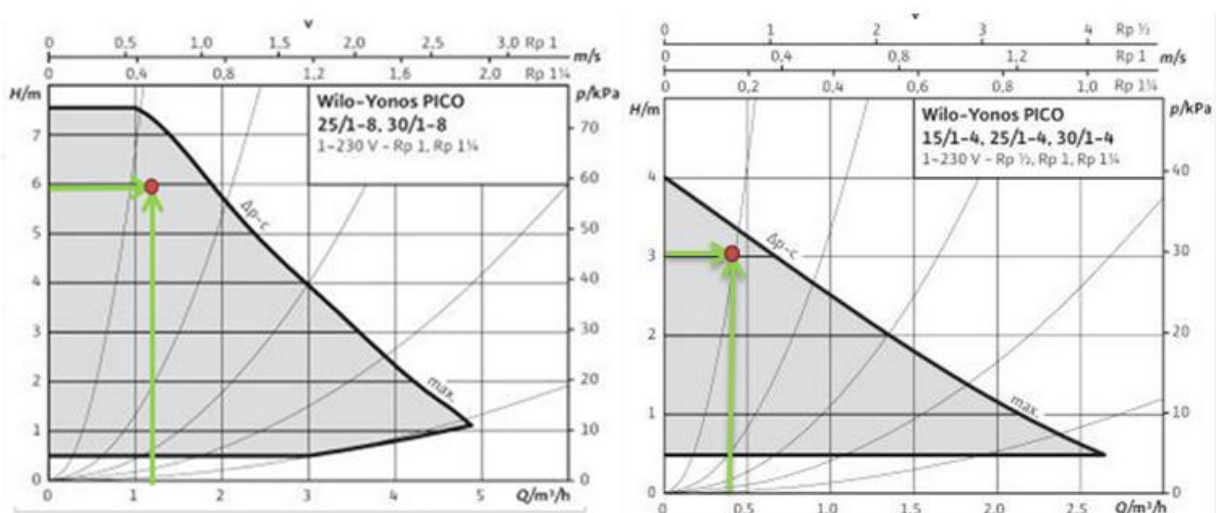 v
0 0.5 1.0 1.5 2.0 2.5 3.0 Rp 1
m/s
0 0,4 0,8 1,2 1,6 2,0 Rp 1¼
H/m
p/kPa
Wilo-Yonos PICO
25/1-8, 30/1-8
1~230 V - Rp 1, Rp 1¼
7
6
5
4
3
2
1
0
70
60
50
40
30
20
10
0
Δp-c
max.
0 1 2 3 4 5 Q/m³/h
v
0 1 2 3 4 Rp ½
0 0,4 0,8 1,2 Rp 1 m/s
0 0,2 0,4 0,6 0,8 1,0 Rp 1¼
H/m
p/kPa
Wilo-Yonos PICO
15/1-4, 25/1-4, 30/1-4
1~230 V - Rp ½, Rp 1, Rp 1¼
4
3
2
1
0
40
30
20
10
0
Δp-c
max.
0 0,5 1,0 1,5 2,0 2,5 Q/m³/h